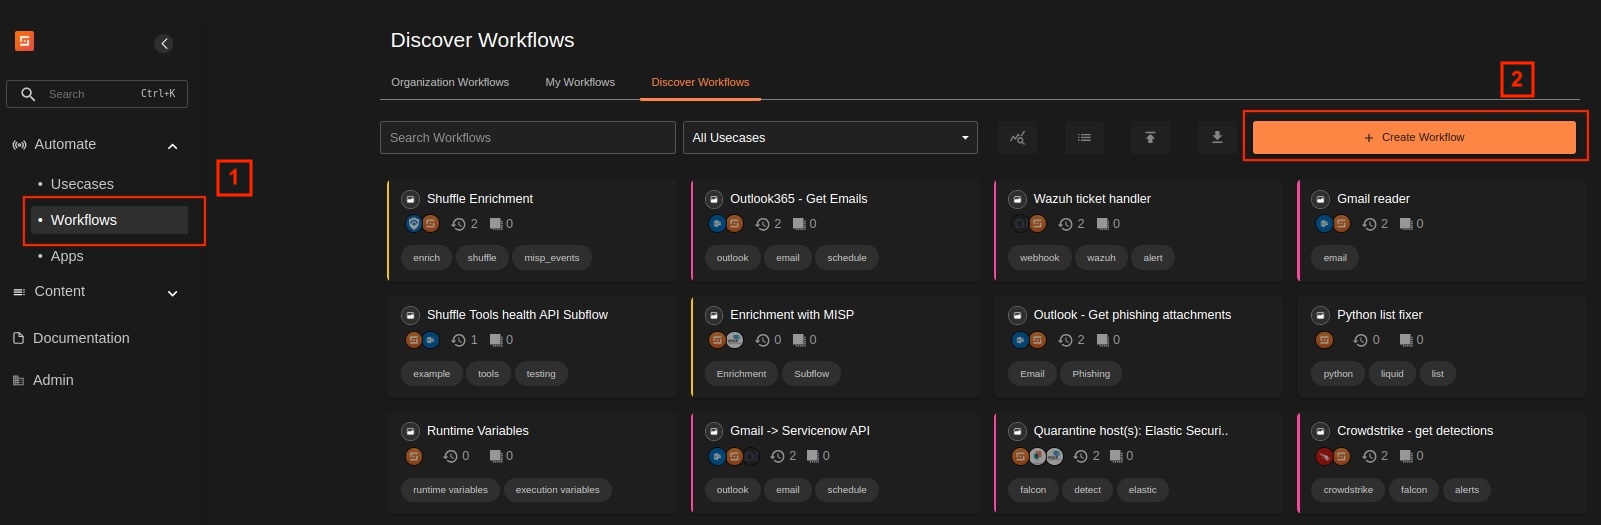 Discover Workflows
Search Ctrl+K
Organization Workflows My Workflows Discover Workflows
2
Search Workflows All Usecases + Create Workflow
Automate
1
• Usecases
• Workflows
• Apps
Content
Documentation
Admin
Shuffle Enrichment
2 0
enrich shuffle misp_events
Outlook365 - Get Emails
2 0
outlook email schedule
Wazuh ticket handler
2 0
webhook wazuh alert
Gmail reader
2 0
email
Shuffle Tools health API Subflow
1 0
example tools testing
Enrichment with MISP
0 0
Enrichment Subflow
Outlook - Get phishing attachments
2 0
Email Phishing
Python list fixer
0 0
python liquid list
Runtime Variables
0 0
runtime variables execution variables
Gmail -> Servicenow API
2 0
outlook email schedule
Quarantine host(s): Elastic Securi..
2 0
falcon detect elastic
Crowdstrike - get detections
2 0
crowdstrike falcon alerts